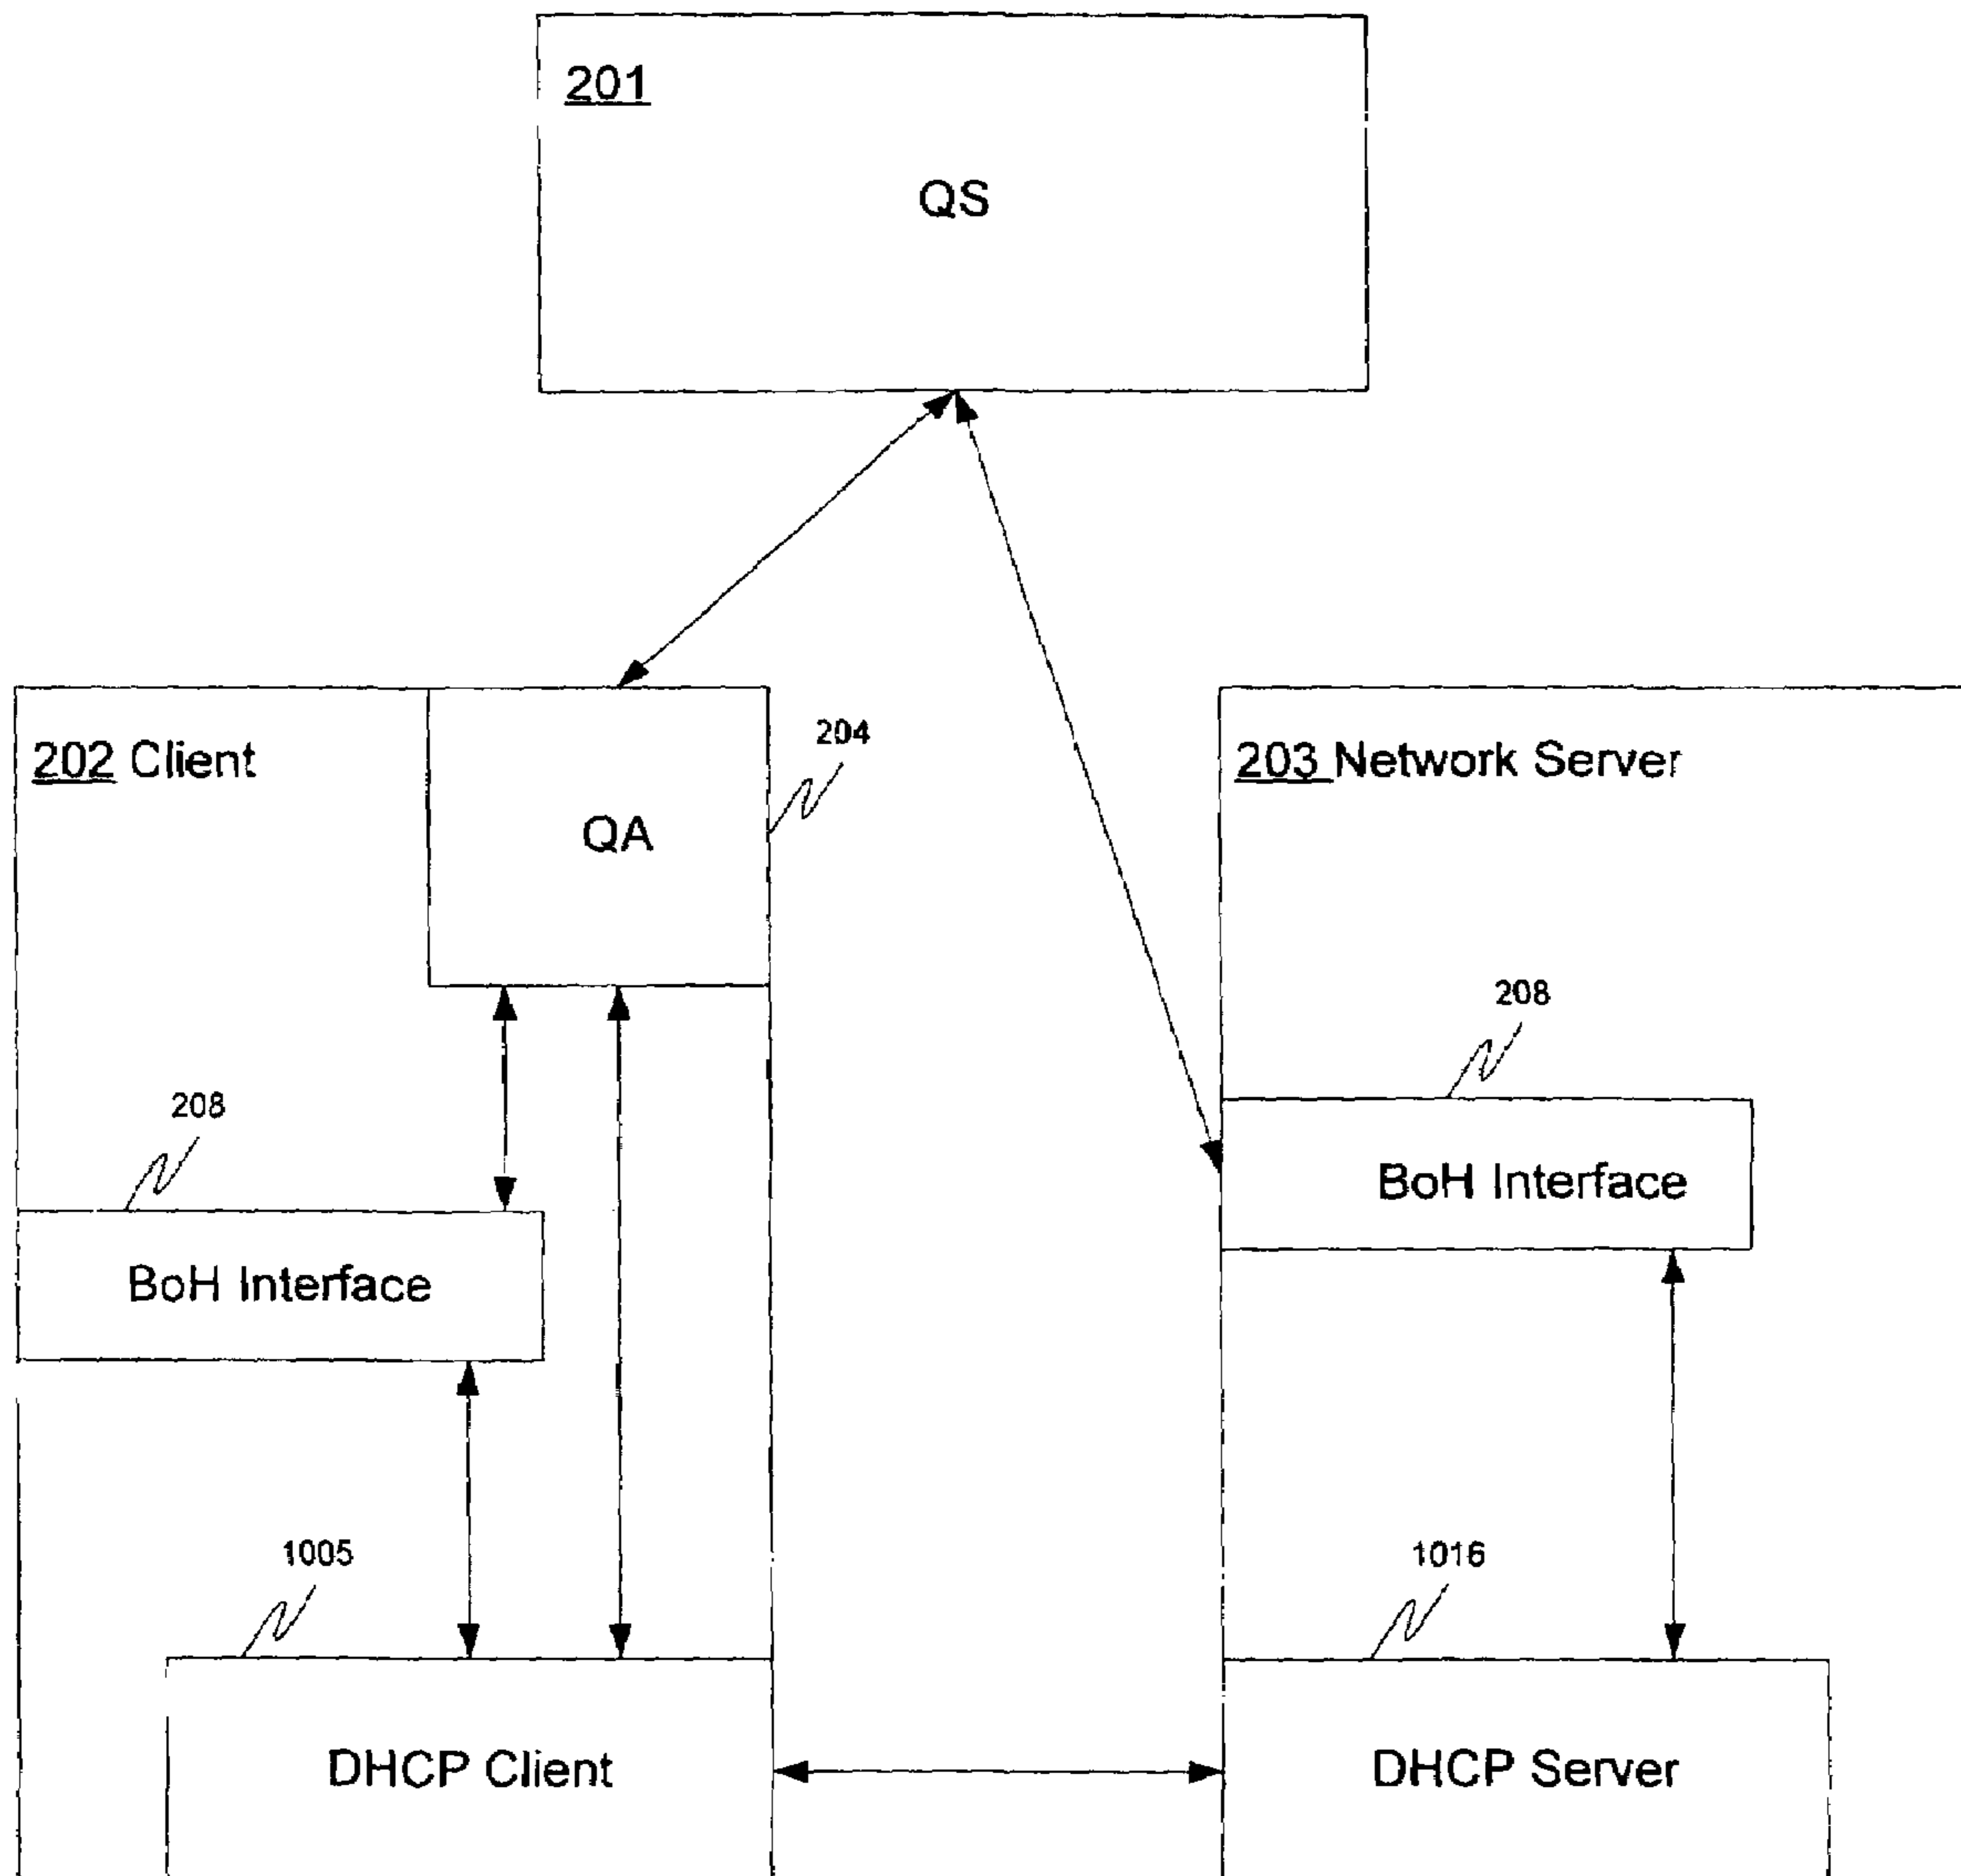 201
QS
202 Client
204
203 Network Server
QA
208
208
BoH Interface
BoH Interface
1005
1016
DHCP Client
DHCP Server